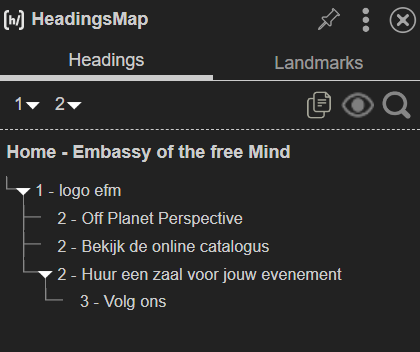 [h/] HeadingsMap
Headings
Landmarks
1 2
Home - Embassy of the free Mind
1 - logo efm
2 - Off Planet Perspective
2 - Bekijk de online catalogus
2 - Huur een zaal voor jouw evenement
3 - Volg ons